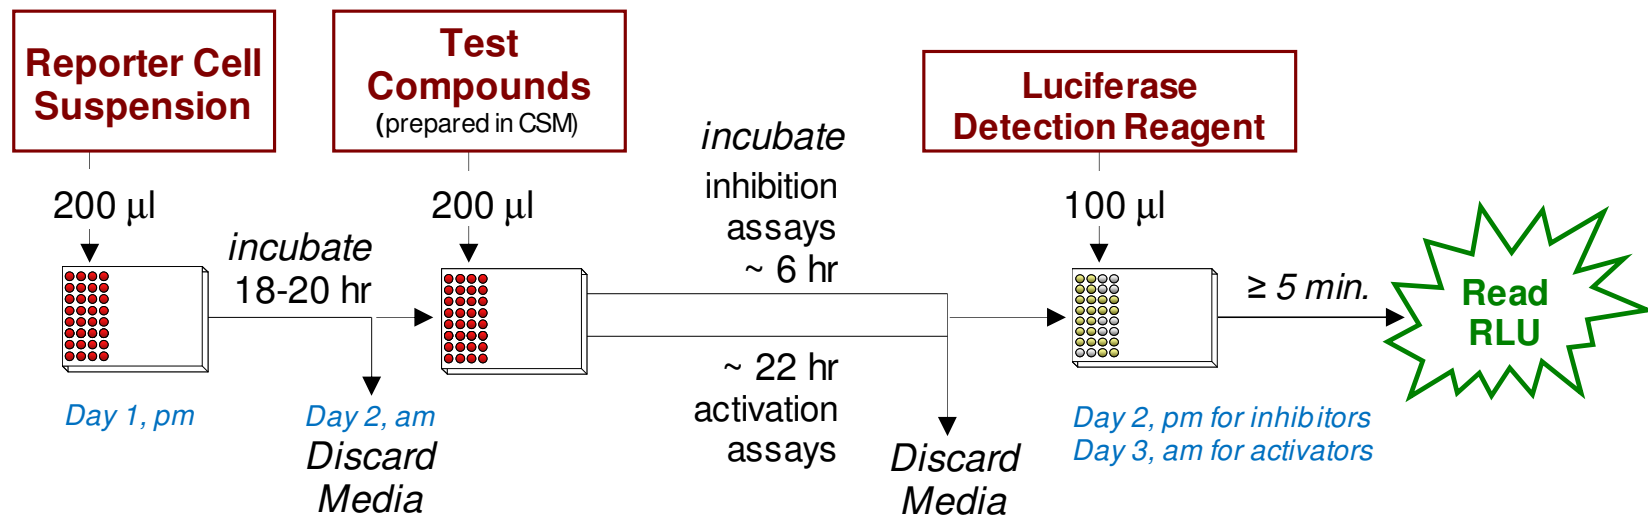 Reporter Cell
Suspension
200 µl
Day 1, pm
incubate
18-20 hr
Day 2, am
Discard
Media
Test
Compounds
(prepared in CSM)
200 µl
incubate
inhibition
assays
~ 6 hr
~ 22 hr
activation
assays
Discard
Media
Luciferase
Detection Reagent
100 µl
Day 2, pm for inhibitors
Day 3, am for activators
≥ 5 min.
Read
RLU